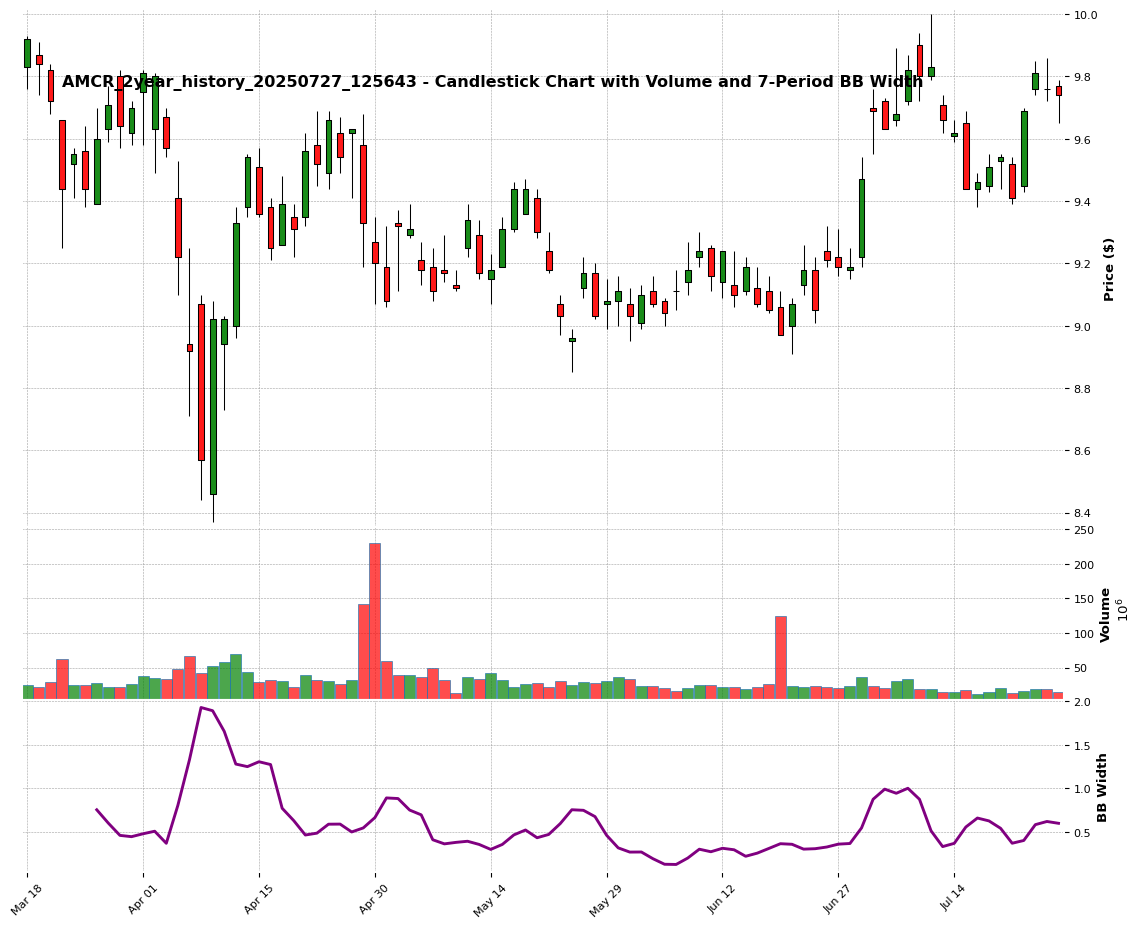 AMCR_2year_history_20250727_125643 - Candlestick Chart with Volume and 7-Period BB Width
10.0
9.8
9.6
9.4
9.2
9.0
8.8
8.6
8.4
Price ($)
250
200
150
100
50
Volume
10^6
2.0
1.5
1.0
0.5
BB Width
Mar 18
Apr 01
Apr 15
Apr 30
May 14
May 29
Jun 12
Jun 27
Jul 14